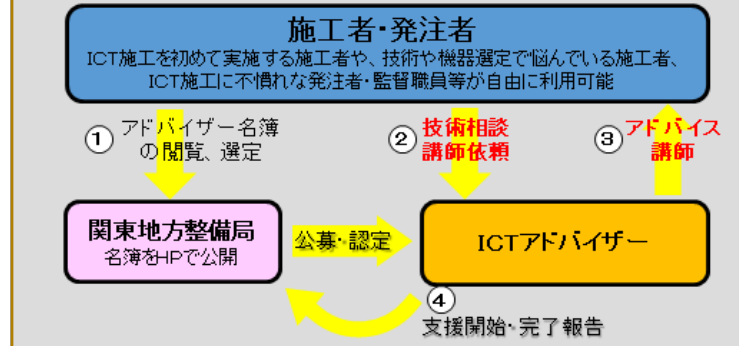 施工者・発注者
ICT施工を初めて実施する施工者や、技術や機器選定で悩んでいる施工者、
ICT施工に不慣れな発注者・監督職員等が自由に利用可能
①
アドバイザー名簿
の閲覧、選定
②
技術相談
講師依頼
③
アドバイス
講師
関東地方整備局
名簿をHPで公開
公募・認定
ICTアドバイザー
④
支援開始・完了報告